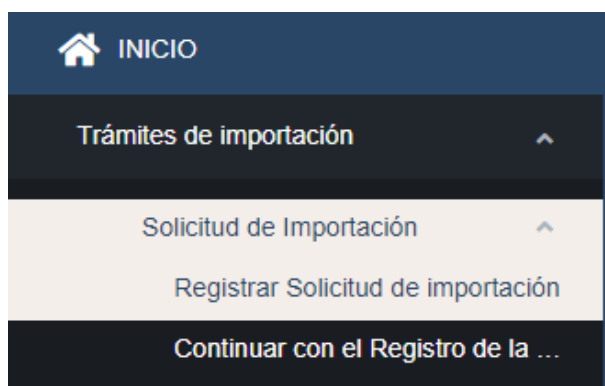 INICIO
Trámites de importación
Solicitud de Importación
Registrar Solicitud de importación
Continuar con el Registro de la ...